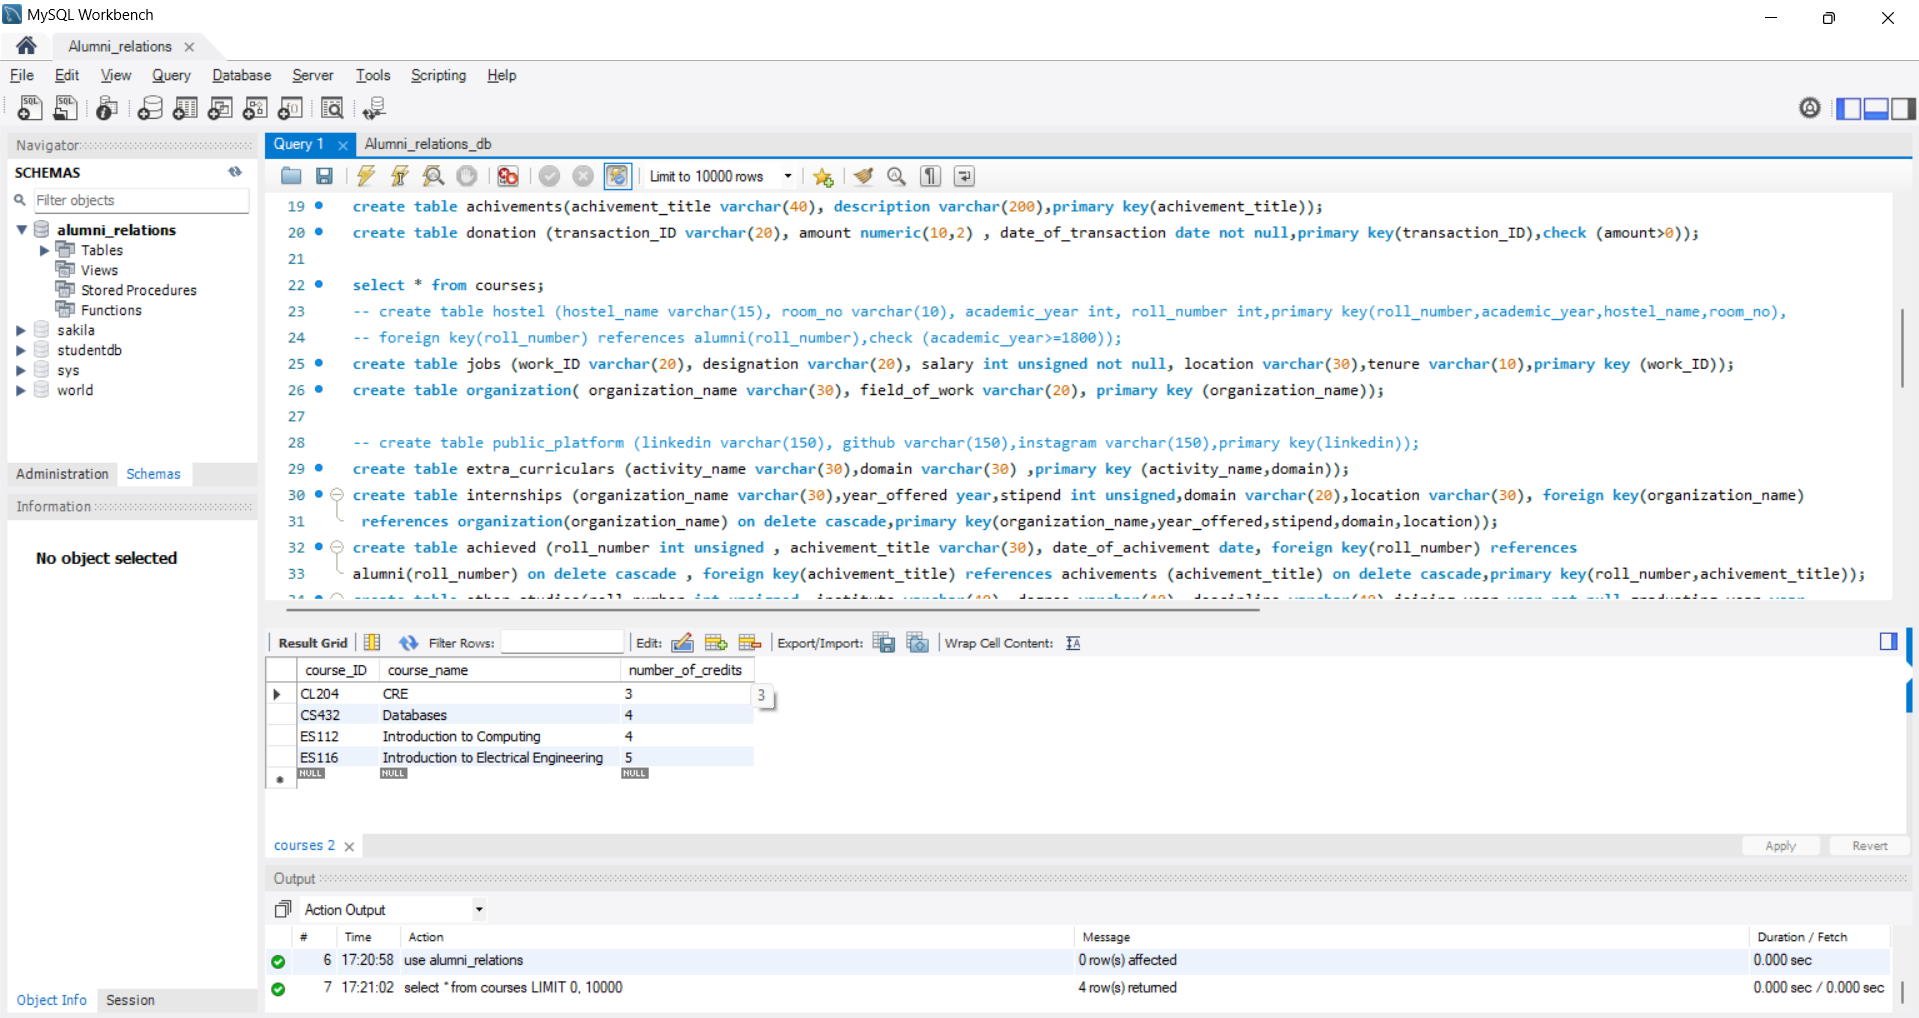 MySQL Workbench
Alumni_relations
File Edit View Query Database Server Tools Scripting Help
Navigator
SCHEMAS
Filter objects
alumni_relations
Tables
Views
Stored Procedures
Functions
sakila
studentdb
sys
world
Administration Schemas
Information
No object selected
Object Info Session
Query 1 Alumni_relations_db
Limit to 10000 rows
19 create table achivements(achivement_title varchar(40), description varchar(200),primary key(achivement_title));
20 create table donation (transaction_ID varchar(20), amount numeric(10,2) , date_of_transaction date not null,primary key(transaction_ID),check (amount>0));
21
22 select * from courses;
23 -- create table hostel (hostel_name varchar(15), room_no varchar(10), academic_year int, roll_number int,primary key(roll_number,academic_year,hostel_name,room_no),
24 -- foreign key(roll_number) references alumni(roll_number),check (academic_year>=1800));
25 create table jobs (work_ID varchar(20), designation varchar(20), salary int unsigned not null, location varchar(30),tenure varchar(10),primary key (work_ID));
26 create table organization( organization_name varchar(30), field_of_work varchar(20), primary key (organization_name));
27
28 -- create table public_platform (linkedin varchar(150), github varchar(150),instagram varchar(150),primary key(linkedin));
29 create table extra_curriculars (activity_name varchar(30),domain varchar(30) ,primary key (activity_name,domain));
30 create table internships (organization_name varchar(30),year_offered year,stipend int unsigned,domain varchar(20),location varchar(30), foreign key(organization_name)
31 references organization(organization_name) on delete cascade,primary key(organization_name,year_offered,stipend,domain,location));
32 create table achieved (roll_number int unsigned , achivement_title varchar(30), date_of_achivement date, foreign key(roll_number) references
33 alumni(roll_number) on delete cascade , foreign key(achivement_title) references achivements (achivement_title) on delete cascade,primary key(roll_number,achivement_title));
Result Grid Filter Rows: Edit: Export/Import: Wrap Cell Content:
course_ID course_name number_of_credits
CL204 CRE 3
3
CS432 Databases 4
ES112 Introduction to Computing 4
ES116 Introduction to Electrical Engineering 5
NULL NULL NULL
courses 2 Apply Revert
Output
Action Output
# Time Action Message Duration / Fetch
6 17:20:58 use alumni_relations 0 row(s) affected 0.000 sec
7 17:21:02 select * from courses LIMIT 0, 10000 4 row(s) returned 0.000 sec / 0.000 sec